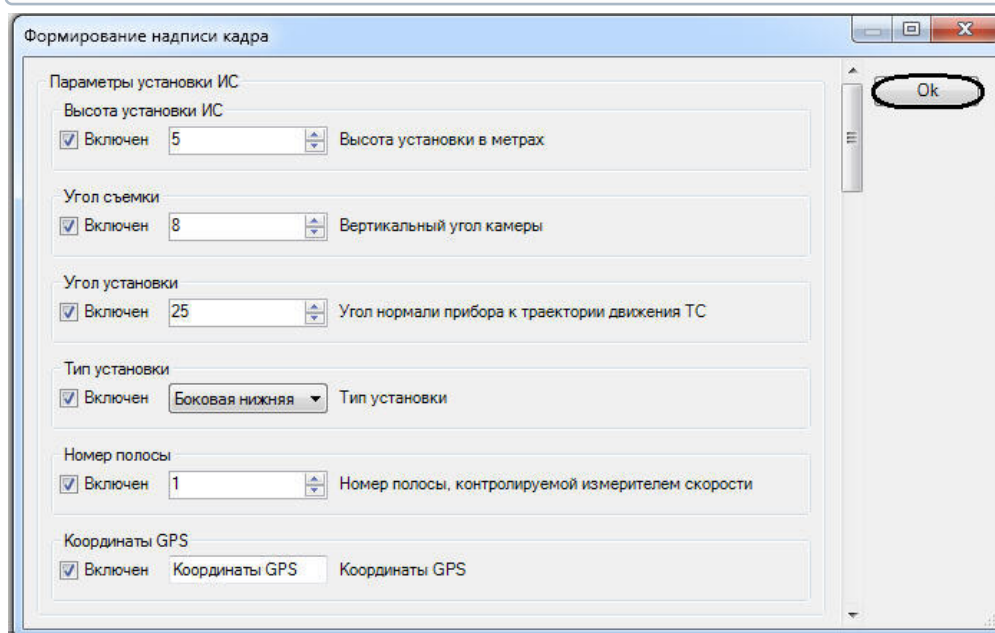 Формирование надписи кадра
Ok
Параметры установки ИС
Высота установки ИС
Включен 5 Высота установки в метрах
Угол съемки
Включен 8 Вертикальный угол камеры
Угол установки
Включен 25 Угол нормали прибора к траектории движения ТС
Тип установки
Включен Боковая нижняя Тип установки
Номер полосы
Включен 1 Номер полосы, контролируемой измерителем скорости
Координаты GPS
Включен Координаты GPS Координаты GPS